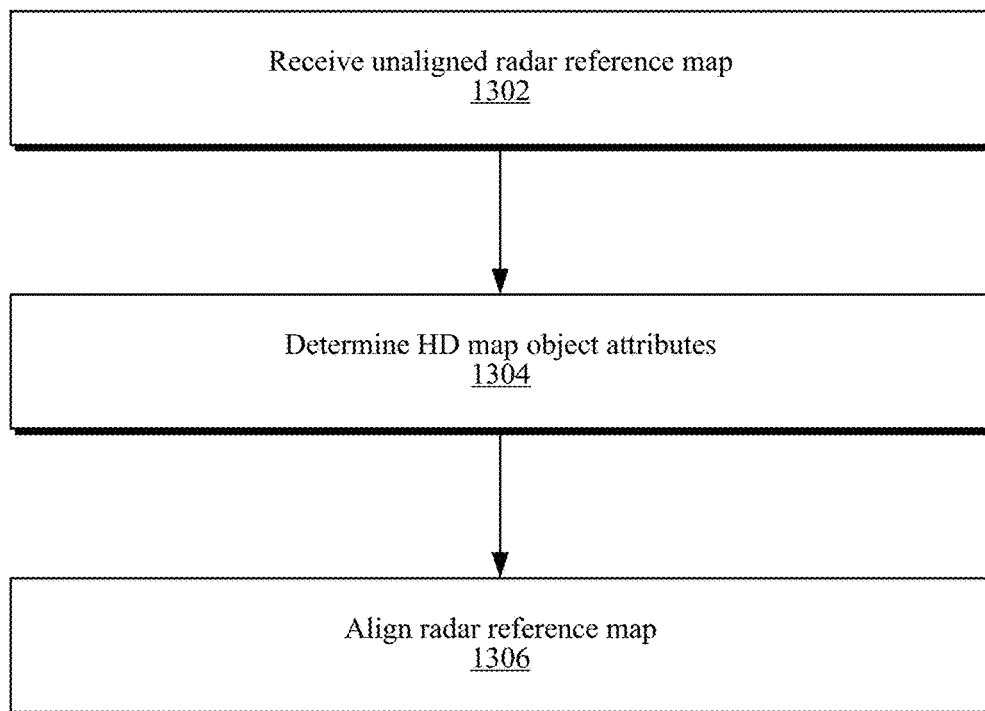 Receive unaligned radar reference map
1302
Determine HD map object attributes
1304
Align radar reference map
1306